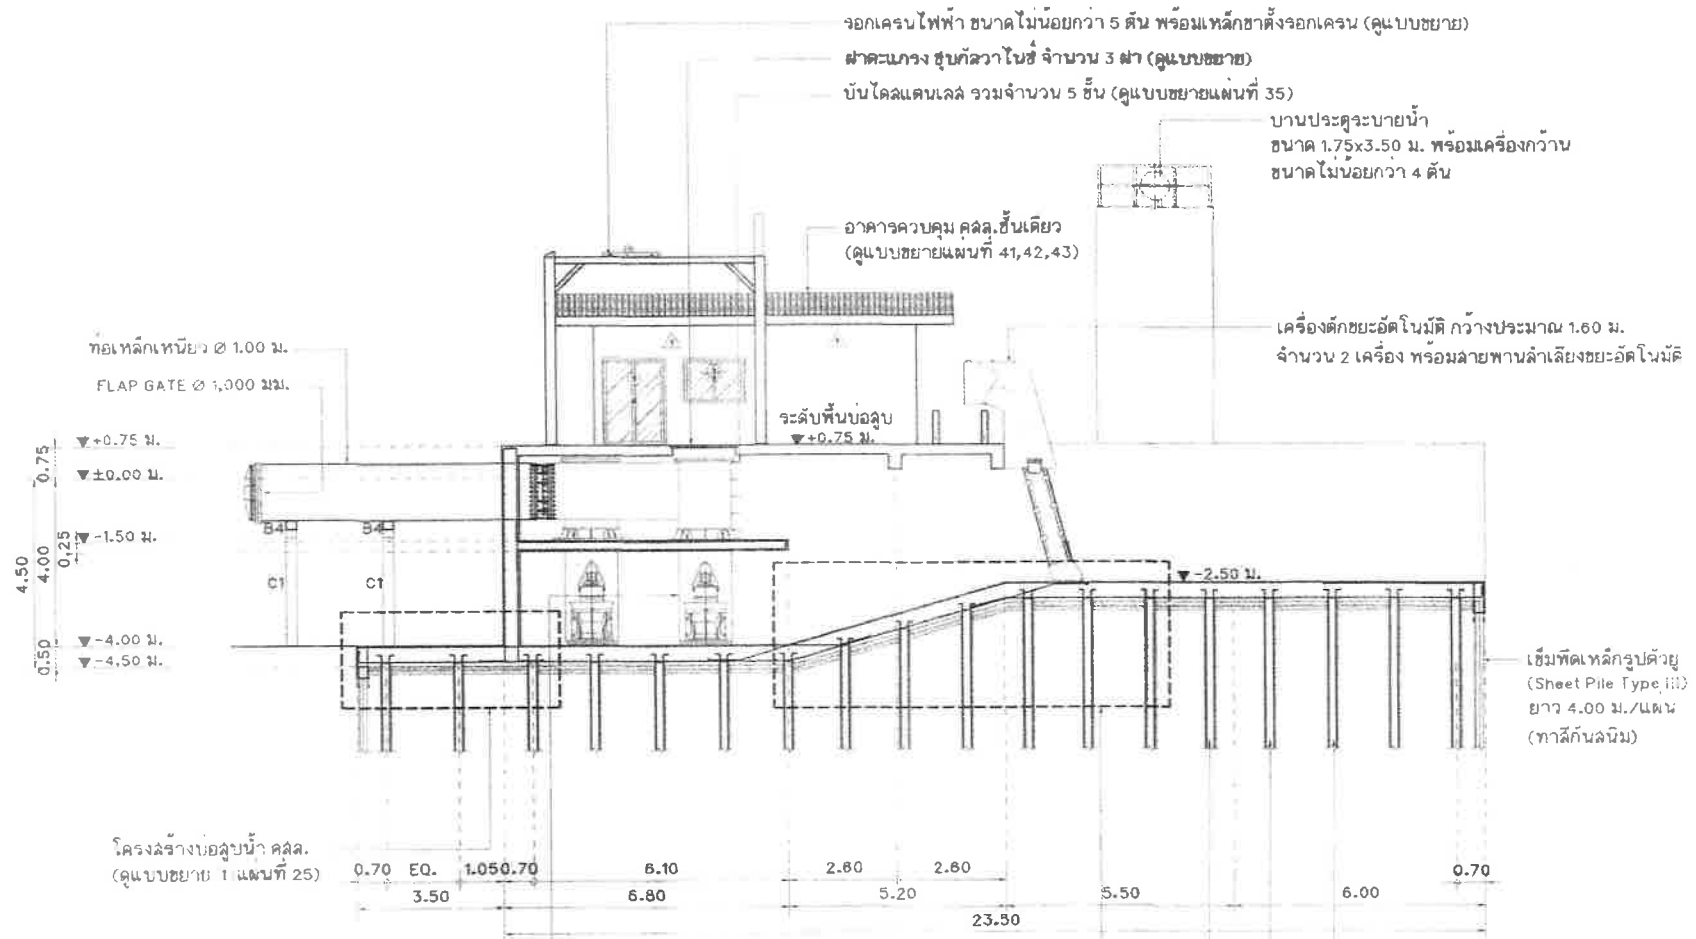 รอกเครนไฟฟ้า ขนาดไม่น้อยกว่า 5 ตัน พร้อมเหล็กขาตั้งรอกเครน (ดูแบบขยาย)
ฝาตะแกรง ชุบกัลวาไนซ์ จำนวน 3 ฝา (ดูแบบขยาย)
บันไดสแตนเลส รวมจำนวน 5 ขั้น (ดูแบบขยายแผ่นที่ 35)
บานประตูระบายน้ำ
ขนาด 1.75x3.50 ม. พร้อมเครื่องกว้าน
ขนาดไม่น้อยกว่า 4 ตัน
อาคารควบคุม คสล.ชั้นเดียว
(ดูแบบขยายแผ่นที่ 41,42,43)
เครื่องดักขยะอัตโนมัติ กว้างประมาณ 1.60 ม.
จำนวน 2 เครื่อง พร้อมสายพานลำเลียงขยะอัตโนมัติ
ท่อเหล็กเหนียว Ø 1.00 ม.
FLAP GATE Ø 1,000 มม.
ระดับพื้นบ่อสูบ
▼+0.75 ม.
▼+0.75 ม.
▼±0.00 ม.
▼-1.50 ม.
▼-2.50 ม.
▼-4.00 ม.
▼-4.50 ม.
0.75
4.50
4.00
0.25
0.50
B4
B4
C1
C1
เข็มพืดเหล็กรูปตัวยู
(Sheet Pile Type III)
ยาว 4.00 ม./แผ่น
(ทาสีกันสนิม)
โครงสร้างบ่อสูบน้ำ คสล.
(ดูแบบขยาย 1 แผ่นที่ 25)
0.70 EQ. 1.05 0.70 6.10 2.60 2.60 0.70
3.50 6.80 5.20 5.50 6.00
23.50